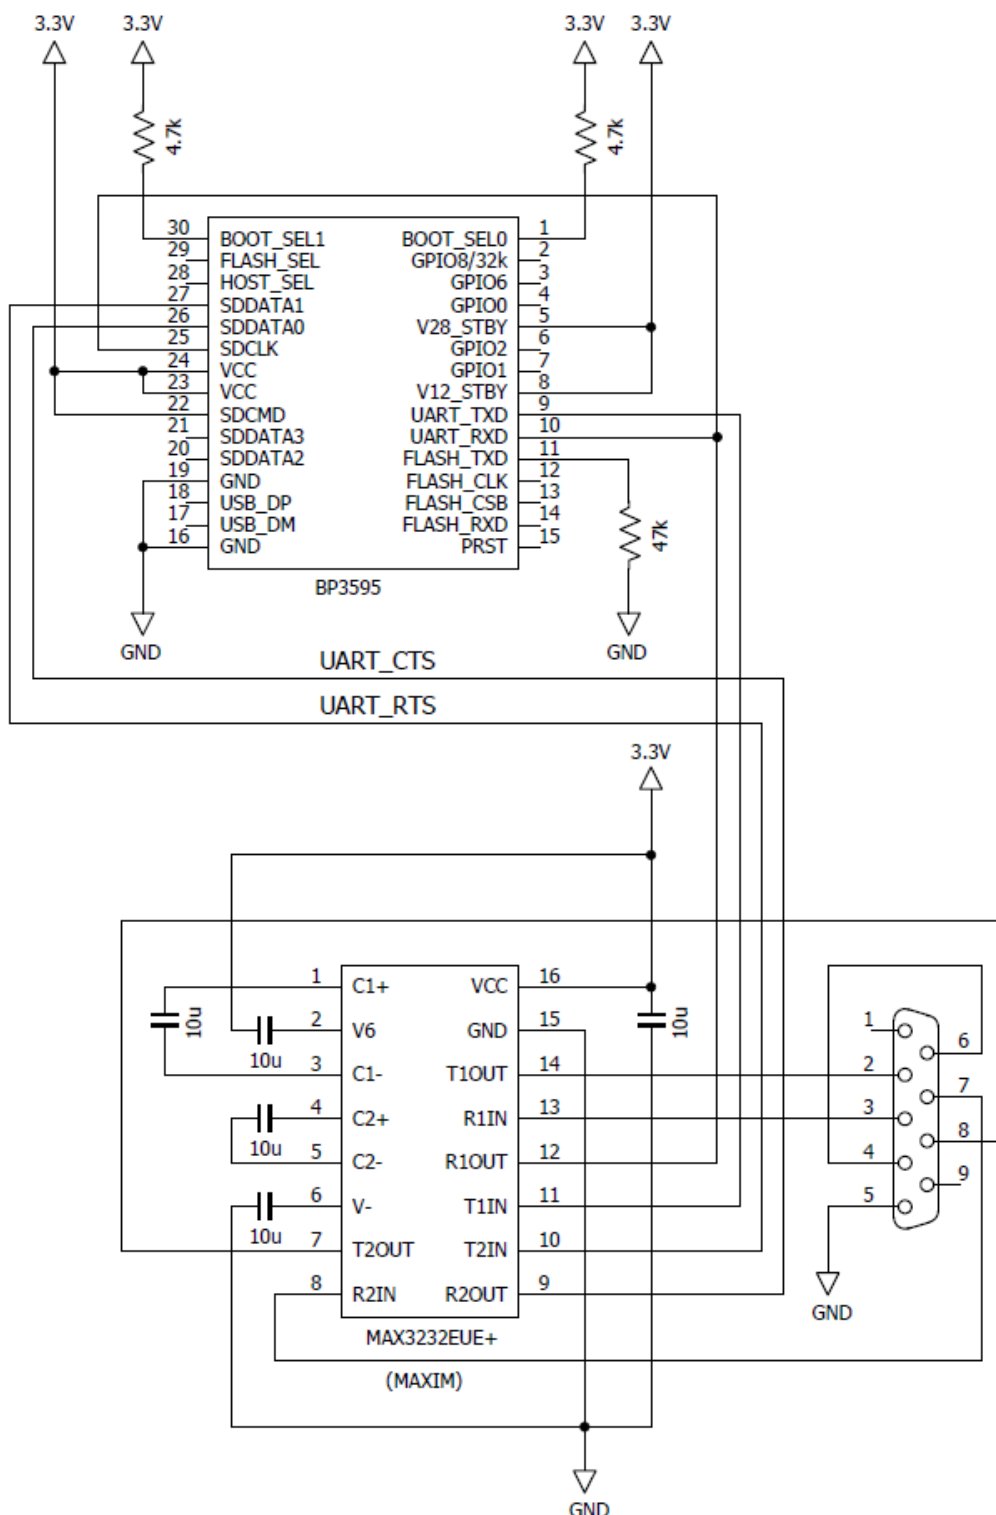 3.3V 3.3V 3.3V 3.3V
4.7k 4.7k
30 BOOT_SEL1 BOOT_SEL0 1
29 FLASH_SEL GPIO8/32k 2
28 HOST_SEL GPIO6 3
27 SDDATA1 GPIO0 4
26 SDDATA0 V28_STBY 5
25 SDCLK GPIO2 6
24 VCC GPIO1 7
23 VCC V12_STBY 8
22 SDCMD UART_TXD 9
21 SDDATA3 UART_RXD 10
20 SDDATA2 FLASH_TXD 11
19 GND FLASH_CLK 12
18 USB_DP FLASH_CSB 13
17 USB_DM FLASH_RXD 14
16 GND PRST 15
47k
BP3595
GND GND
UART_CTS
UART_RTS
3.3V
1 C1+ VCC 16
10u
2 V6 GND 15
10u
10u
3 C1- T1OUT 14
4 C2+ R1IN 13
10u
5 C2- R1OUT 12
6 V- T1IN 11
10u
7 T2OUT T2IN 10
8 R2IN R2OUT 9
1
6
2
7
3
8
4
9
5
GND
MAX3232EUE+
(MAXIM)
GND